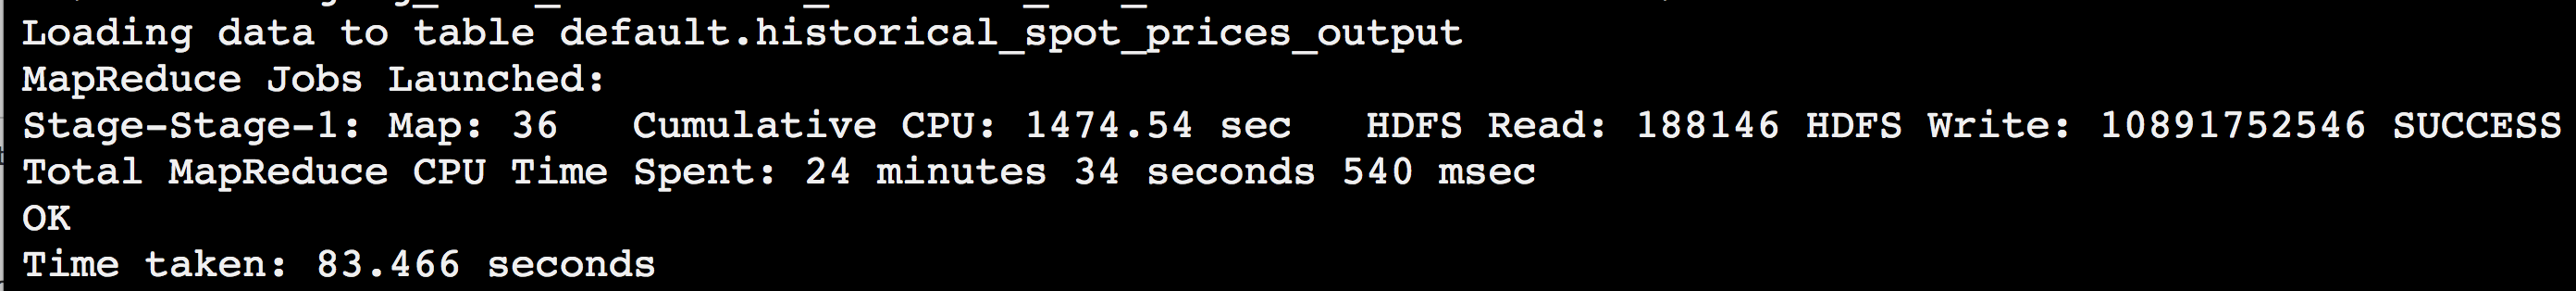 Loading data to table default.historical_spot_prices_output
MapReduce Jobs Launched:
Stage-Stage-1: Map: 36   Cumulative CPU: 1474.54 sec   HDFS Read: 188146 HDFS Write: 10891752546 SUCCESS
Total MapReduce CPU Time Spent: 24 minutes 34 seconds 540 msec
OK
Time taken: 83.466 seconds